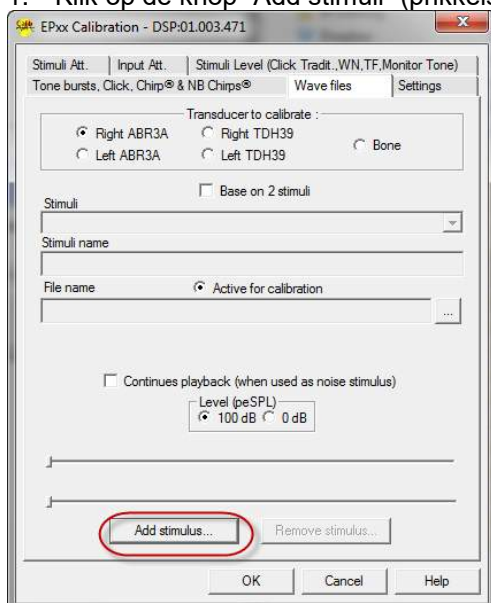 1. Klik op de knop "Add stimuli" (prikkels
EPxx Calibration - DSP:01.003.471
Stimuli Att. Input Att. Stimuli Level (Click Tradit.,WN,TF,Monitor Tone)
Tone bursts, Click, Chirp® & NB Chirps® Wave files Settings
Transducer to calibrate :
Right ABR3A Right TDH39 Bone
Left ABR3A Left TDH39
Base on 2 stimuli
Stimuli
Stimuli name
File name Active for calibration
...
Continues playback (when used as noise stimulus)
Level (peSPL)
100 dB 0 dB
Add stimulus... Remove stimulus...
OK Cancel Help